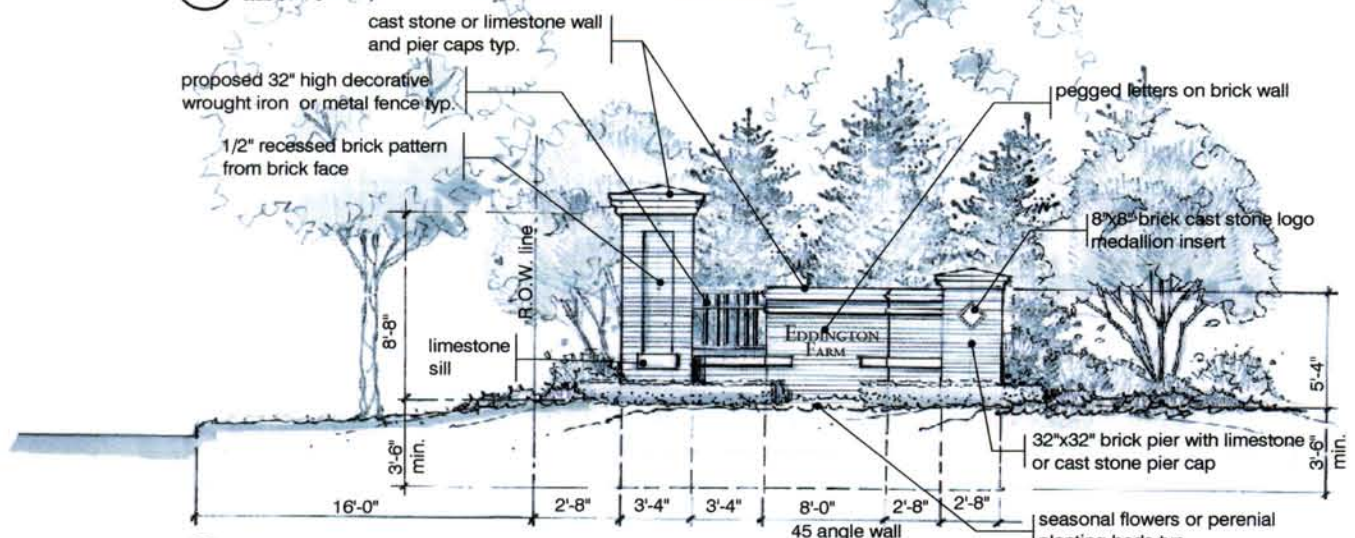 cast stone or limestone wall
and pier caps typ.
proposed 32" high decorative
wrought iron or metal fence typ.
pegged letters on brick wall
1/2" recessed brick pattern
from brick face
8"X8" brick cast stone logo
medallion insert
R.O.W. line
8'-8"
limestone
sill
EDDINGTON
FARM
5'-4"
32"x32" brick pier with limestone
or cast stone pier cap
3'-6"
min.
3'-6"
min.
16'-0"
2'-8"
3'-4"
3'-4"
8'-0"
2'-8"
2'-8"
45 angle wall
seasonal flowers or perenial